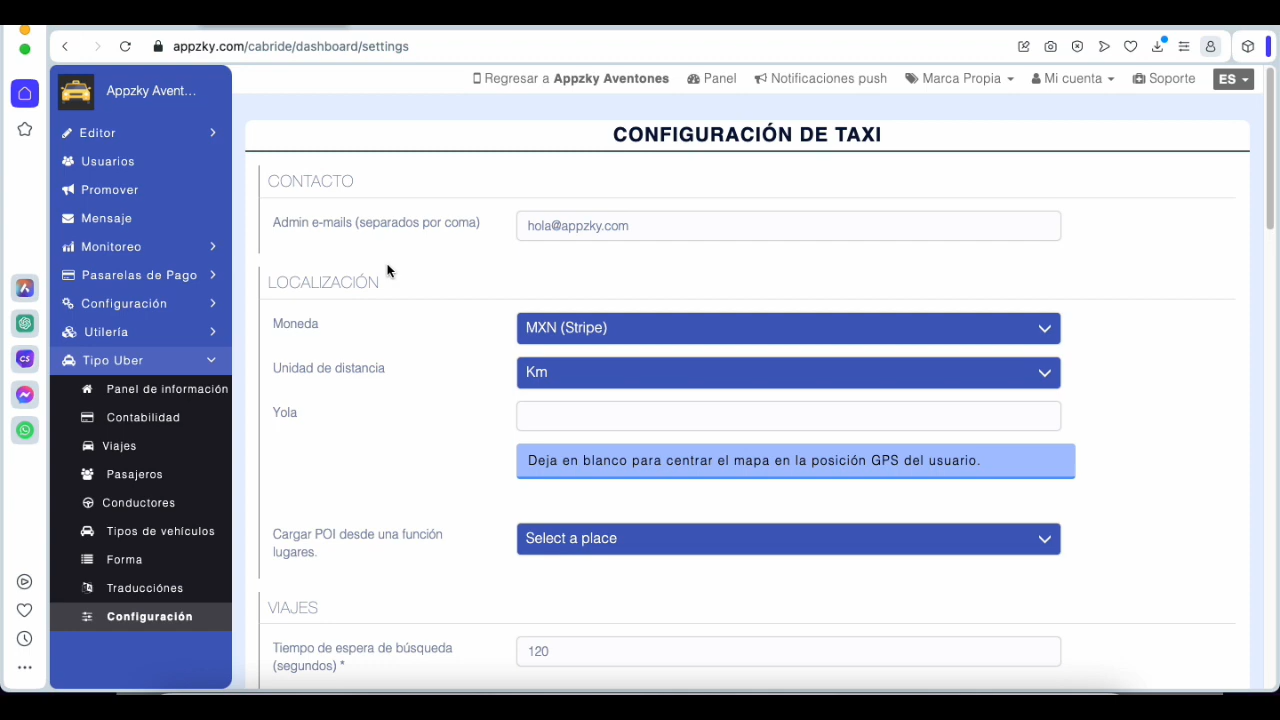 appzky.com/cabride/dashboard/settings
Appzky Avent...
Regresar a Appzky Aventones
Panel
Notificaciones push
Marca Propia
Mi cuenta
Soporte
ES
Editor
Usuarios
Promover
Mensaje
Monitoreo
Pasarelas de Pago
Configuración
Utilería
Tipo Uber
Panel de información
Contabilidad
Viajes
Pasajeros
Conductores
Tipos de vehículos
Forma
Traducciónes
Configuración
CONFIGURACIÓN DE TAXI
CONTACTO
Admin e-mails (separados por coma)
hola@appzky.com
LOCALIZACIÓN
Moneda
MXN (Stripe)
Unidad de distancia
Km
Yola
Deja en blanco para centrar el mapa en la posición GPS del usuario.
Cargar POI desde una función
lugares.
Select a place
VIAJES
Tiempo de espera de búsqueda
(segundos) *
120
CS